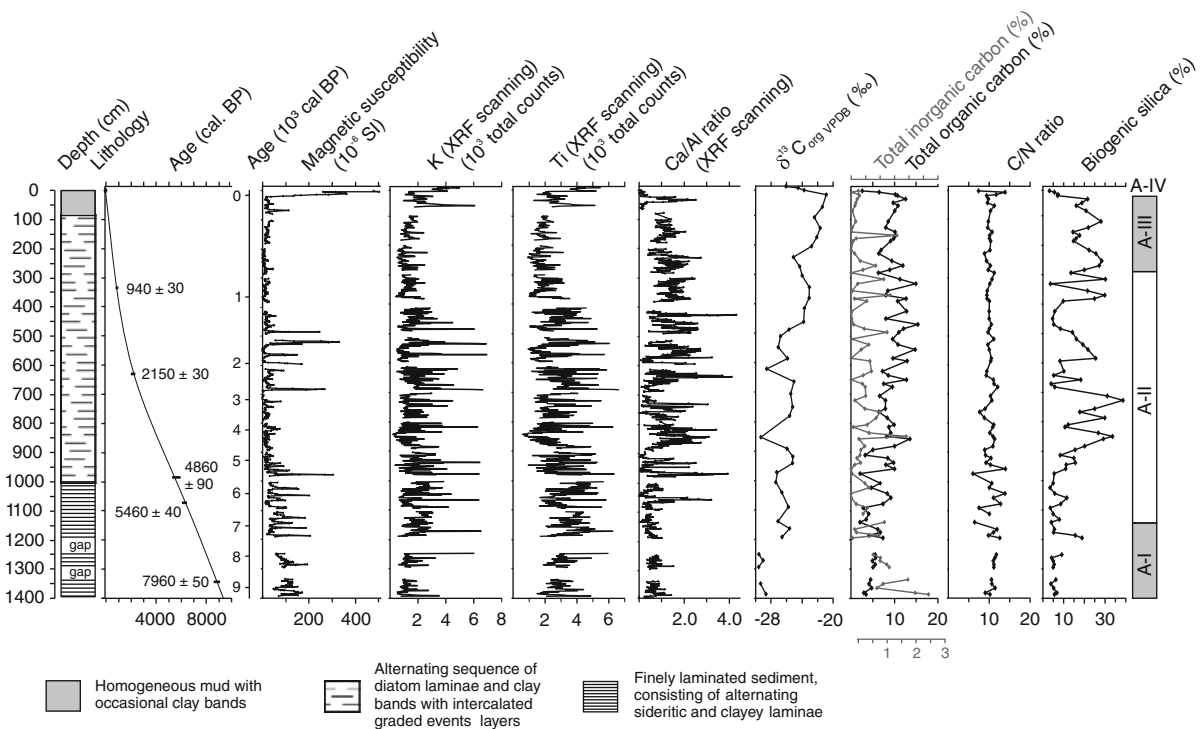 Depth (cm)
Lithology
Age (cal. BP)
Age (10³ cal BP)
Magnetic susceptibility
(10⁻⁶ SI)
K (XRF scanning)
(10³ total counts)
Ti (XRF scanning)
(10³ total counts)
Ca/Al ratio
(XRF scanning)
δ¹³ C org VPDB (‰)
Total inorganic carbon (%)
Total organic carbon (%)
C/N ratio
Biogenic silica (%)
0
100
200
300
400
500
600
700
800
900
1000
1100
1200
1300
1400
gap
gap
940 ± 30
2150 ± 30
4860
± 90
5460 ± 40
7960 ± 50
4000 8000
0
1
2
3
4
5
6
7
8
9
200 400
2 4 6
2 4 6
2.0 4.0
-28 -20
0 10 20
1 2 3
0 10 20
10 30
A-IV
A-III
A-II
A-I
Homogeneous mud with
occasional clay bands
Alternating sequence of
diatom laminae and clay
bands with intercalated
graded events layers
Finely laminated sediment,
consisting of alternating
sideritic and clayey laminae